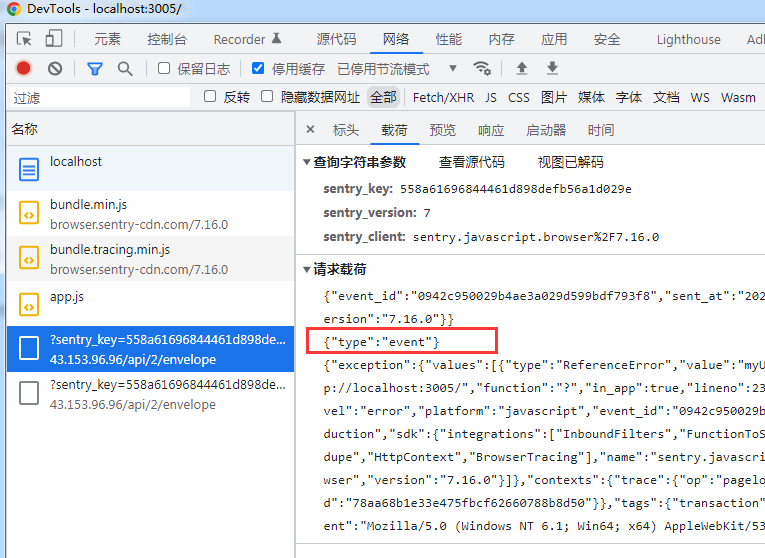 DevTools - localhost:3005/
元素 控制台 Recorder 源代码 网络 性能 内存 应用 安全 Lighthouse Ad
保留日志 停用缓存 已停用节流模式
过滤 反转 隐藏数据网址 全部 Fetch/XHR JS CSS 图片 媒体 字体 文档 WS Wasm
名称
localhost
bundle.min.js
browser.sentry-cdn.com/7.16.0
bundle.tracing.min.js
browser.sentry-cdn.com/7.16.0
app.js
?sentry_key=558a61696844461d898de...
43.153.96.96/api/2/envelope
?sentry_key=558a61696844461d898de...
43.153.96.96/api/2/envelope
× 标头 载荷 预览 响应 启动器 时间
▼查询字符串参数 查看源代码 视图已解码
sentry_key: 558a61696844461d898defb56a1d029e
sentry_version: 7
sentry_client: sentry.javascript.browser%2F7.16.0
▼请求载荷
{"event_id":"0942c950029b4ae3a029d599bdf793f8","sent_at":"202
ersion":"7.16.0"}}
{"type":"event"}
{"exception":{"values":[{"type":"ReferenceError","value":"myU
p://localhost:3005/","function":"?","in_app":true,"lineno":23
vel":"error","platform":"javascript","event_id":"0942c950029b
duction","sdk":{"integrations":["InboundFilters","FunctionToS
dupe","HttpContext","BrowserTracing"],"name":"sentry.javasc
wser","version":"7.16.0"}]},"contexts":{"trace":{"op":"pagelo
d":"78aa68b1e33e475fbcf62660788b8d50"}},"tags":{"transaction"
ent":"Mozilla/5.0 (Windows NT 6.1; Win64; x64) AppleWebKit/53